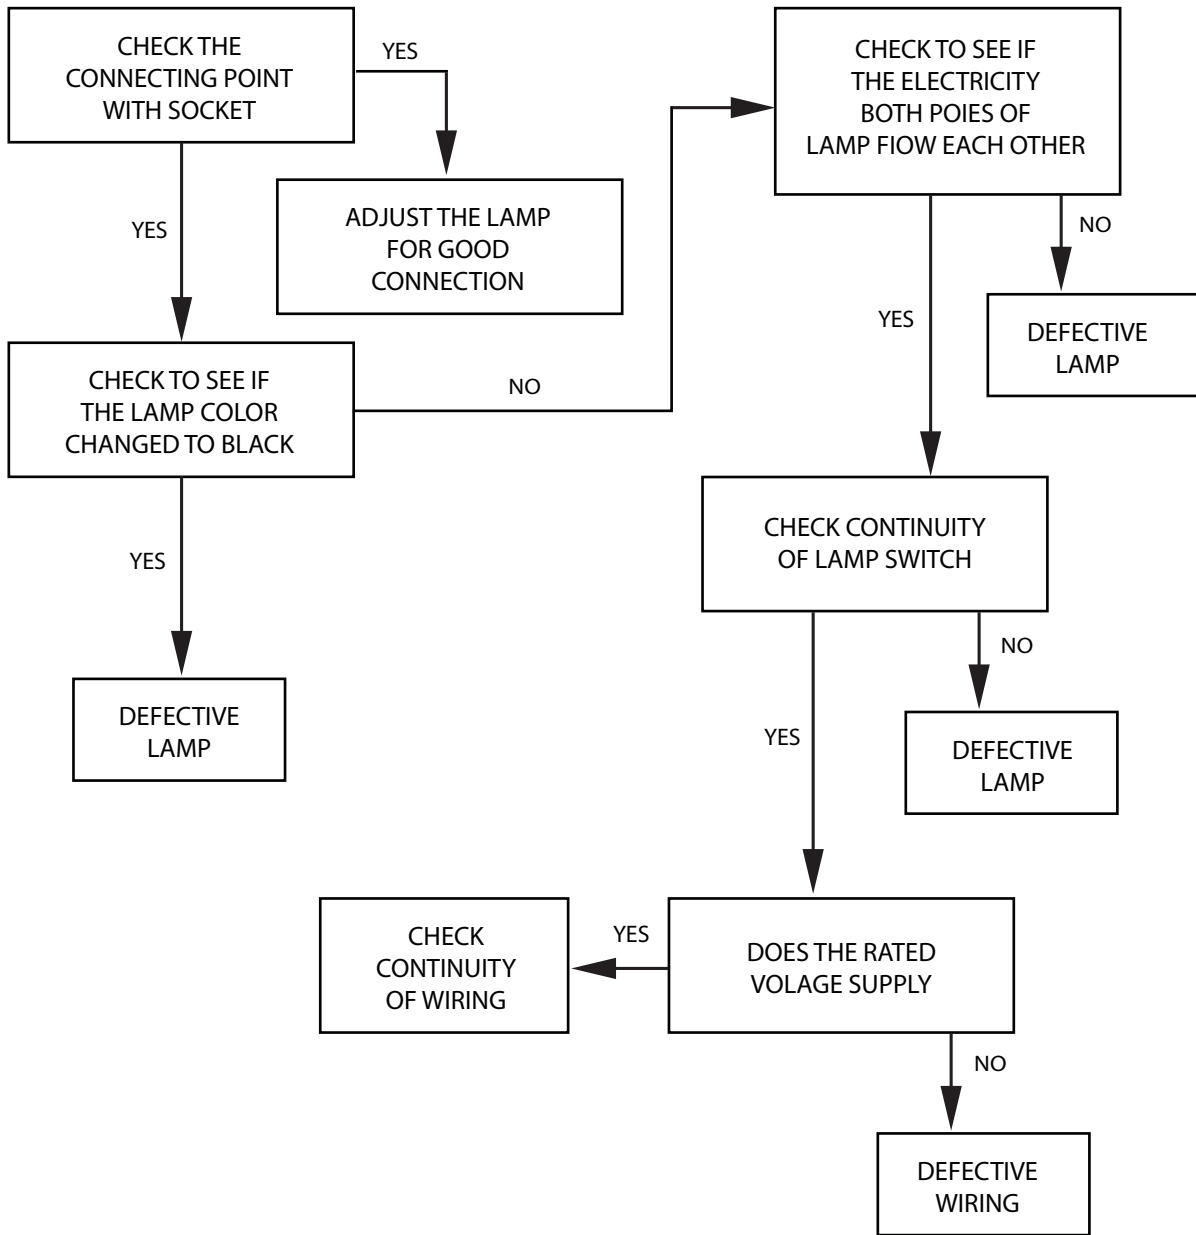 CHECK THE
CONNECTING POINT
WITH SOCKET
YES
ADJUST THE LAMP
FOR GOOD
CONNECTION
YES
CHECK TO SEE IF
THE LAMP COLOR
CHANGED TO BLACK
NO
YES
DEFECTIVE
LAMP
CHECK TO SEE IF
THE ELECTRICITY
BOTH POIES OF
LAMP FIOW EACH OTHER
NO
DEFECTIVE
LAMP
YES
CHECK CONTINUITY
OF LAMP SWITCH
NO
DEFECTIVE
LAMP
YES
DOES THE RATED
VOLAGE SUPPLY
YES
CHECK
CONTINUITY
OF WIRING
NO
DEFECTIVE
WIRING